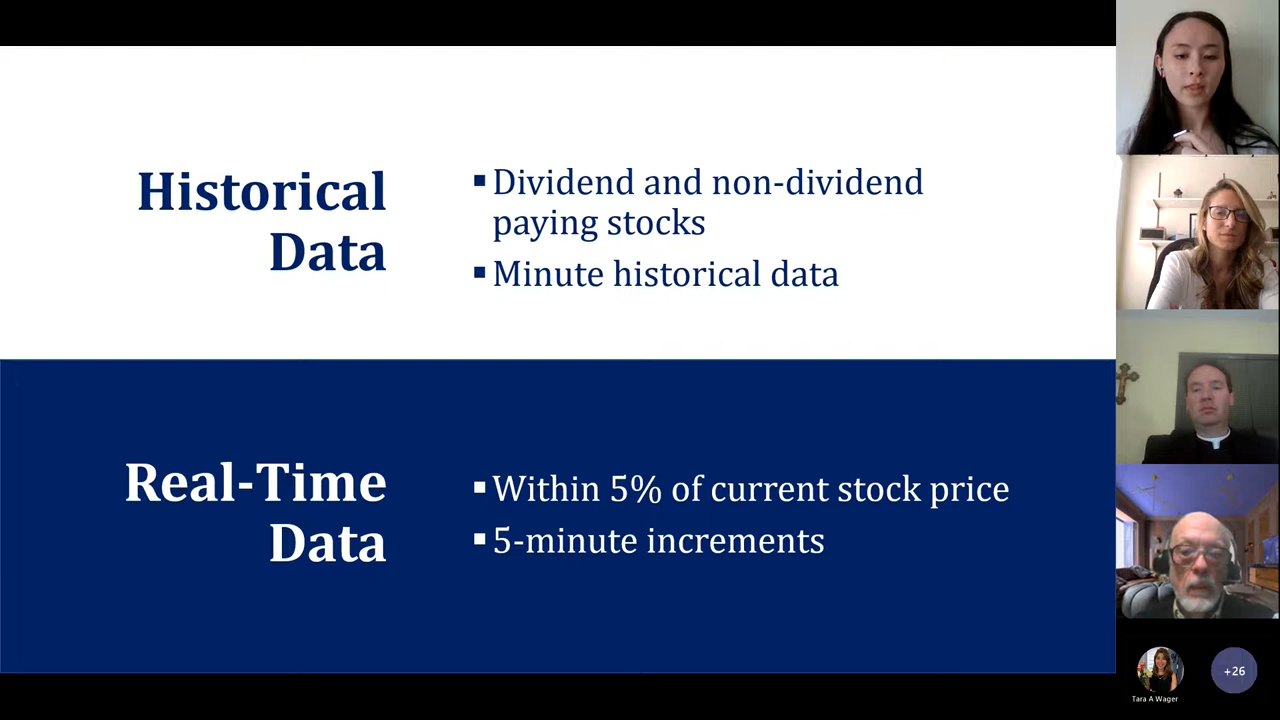 Historical
Data
▪ Dividend and non-dividend
paying stocks
▪ Minute historical data
Real-Time
Data
▪ Within 5% of current stock price
▪ 5-minute increments
Tara A Wager
+26